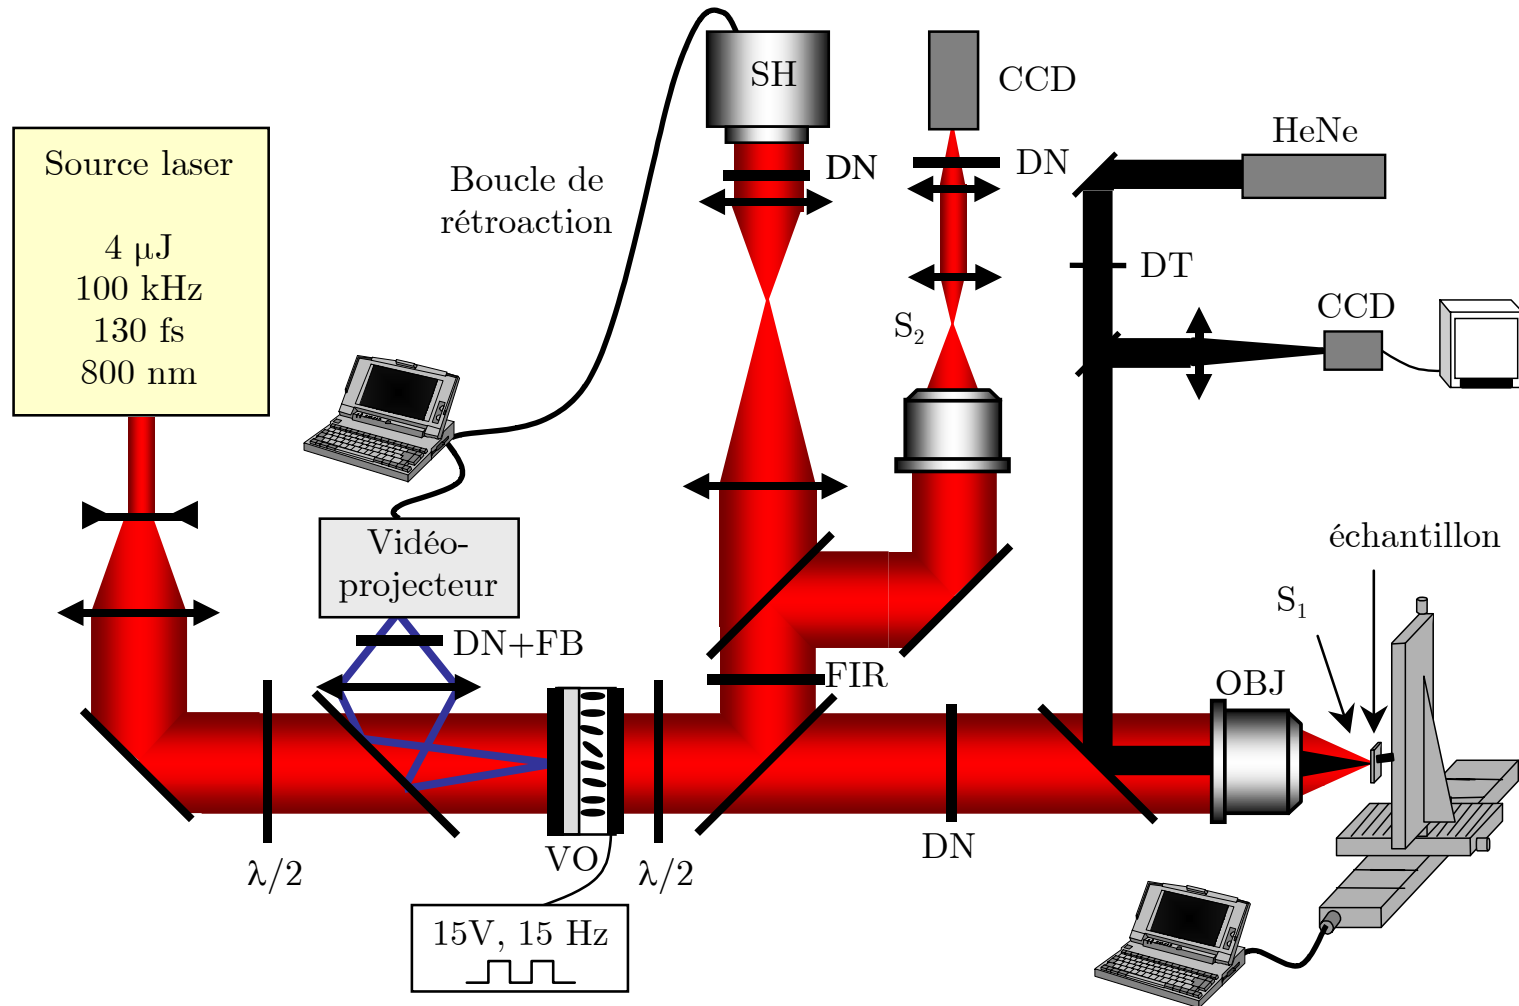 SH
CCD
HeNe
Source laser
4 μJ
100 kHz
130 fs
800 nm
Boucle de
rétroaction
DN
DN
DT
CCD
S2
Vidéo-
projecteur
échantillon
S1
DN+FB
FIR
OBJ
λ/2
VO
λ/2
DN
15V, 15 Hz